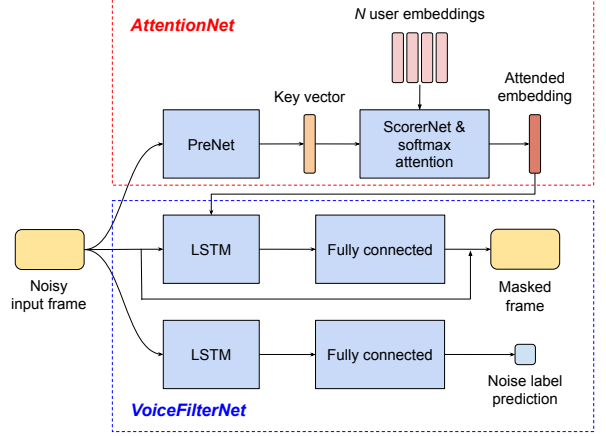 AttentionNet
N user embeddings
Key vector
Attended
embedding
PreNet
ScorerNet &
softmax
attention
LSTM
Fully connected
Noisy
input frame
Masked
frame
LSTM
Fully connected
Noise label
prediction
VoiceFilterNet